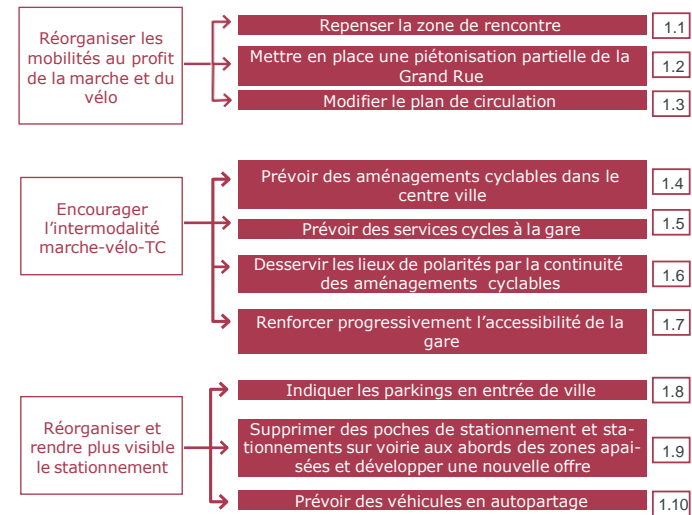 Réorganiser les
mobilités au profit
de la marche et du
vélo
Repenser la zone de rencontre
1.1
Mettre en place une piétonisation partielle de la
Grand Rue
1.2
Modifier le plan de circulation
1.3
Encourager
l'intermodalité
marche-vélo-TC
Prévoir des aménagements cyclables dans le
centre ville
1.4
Prévoir des services cycles à la gare
1.5
Desservir les lieux de polarités par la continuité
des aménagements cyclables
1.6
Renforcer progressivement l'accessibilité de la
gare
1.7
Réorganiser et
rendre plus visible
le stationnement
Indiquer les parkings en entrée de ville
1.8
Supprimer des poches de stationnement et sta-
tionnements sur voirie aux abords des zones apai-
sées et développer une nouvelle offre
1.9
Prévoir des véhicules en autopartage
1.10